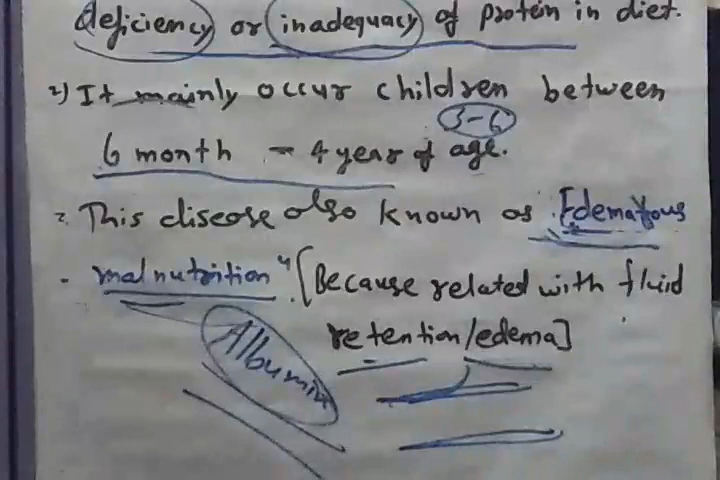 deficiency or inadequacy of protein in diet.
2) It mainly occur children between
3-6
6 month - 4 year of age.
This disease also known as "Edematous
malnutrition". [Because related with fluid
retention/edema]
Albumin